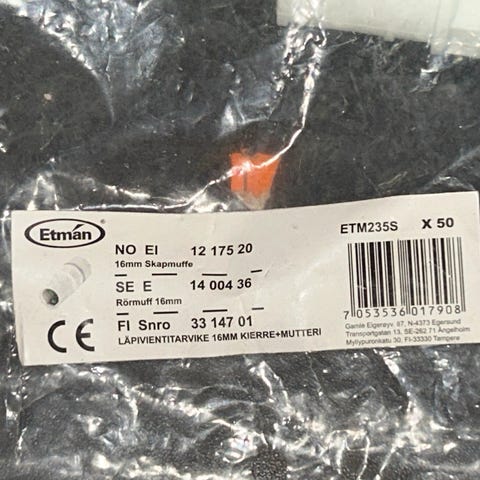 Etman
NO EI 12 175 20
16mm Skapmuffe
SE E 14 004 36
Rörmuff 16mm
FI Snro 33 147 01
LÄPIVIENTITARVIKE 16MM KIERRE+MUTTERI
CE
ETM235S X 50
7 053536 017908
Gamle Eigerøyv. 87, N-4373 Egersund
Transportgatan 13, SE-262 71 Ängelholm
Myllypuronkatu 30, FI-33330 Tampere